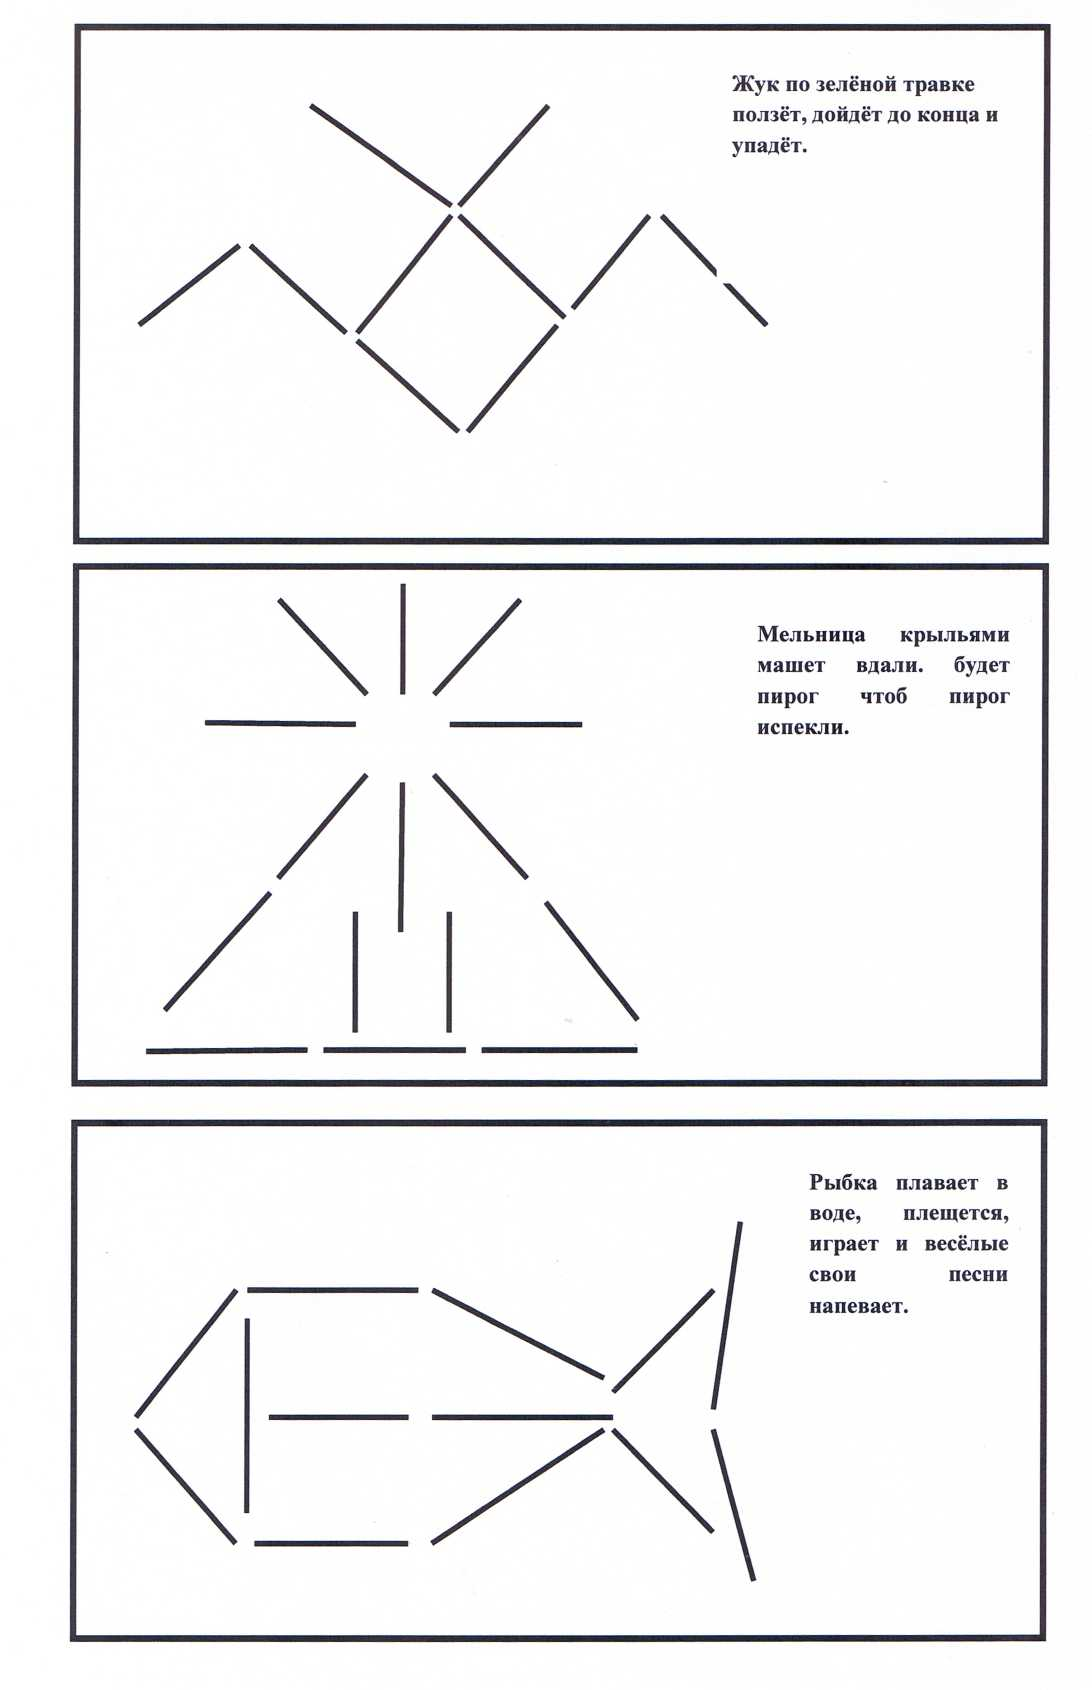 Жук по зелёной травке
ползёт, дойдёт до конца и
упадёт.
Мельница крыльями
машет вдали. будет
пирог чтоб пирог
испекли.
Рыбка плавает в
воде, плещется,
играет и весёлые
свои песни
напевает.